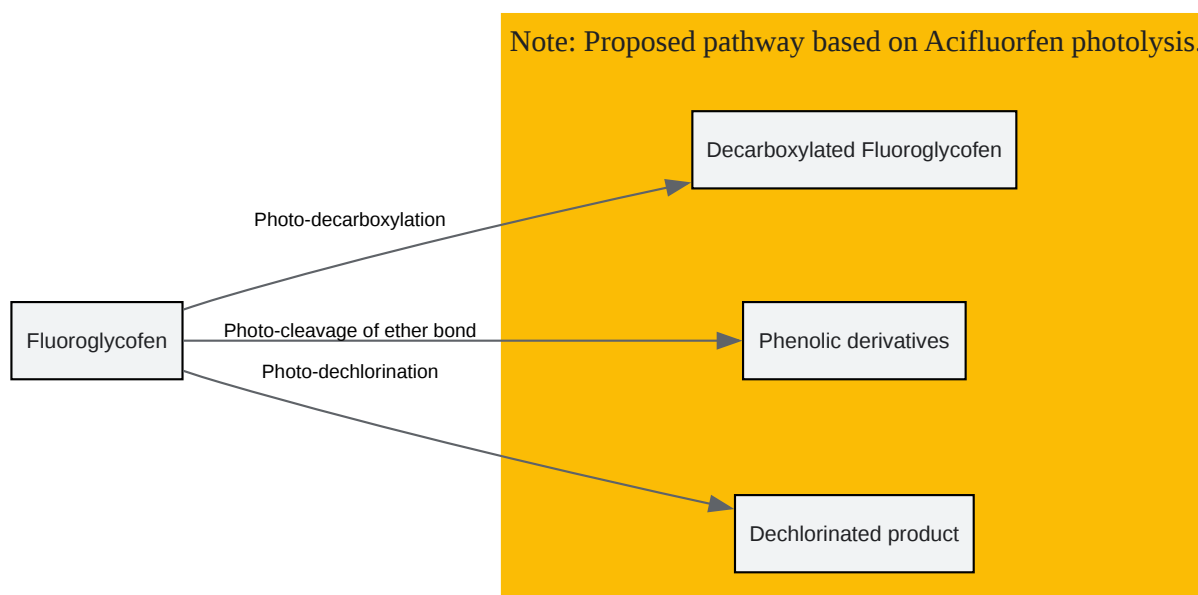 Note: Proposed pathway based on Acifluorfen photolysis.
Decarboxylated Fluoroglycofen
Photo-decarboxylation
Fluoroglycofen
Photo-cleavage of ether bond
Phenolic derivatives
Photo-dechlorination
Dechlorinated product